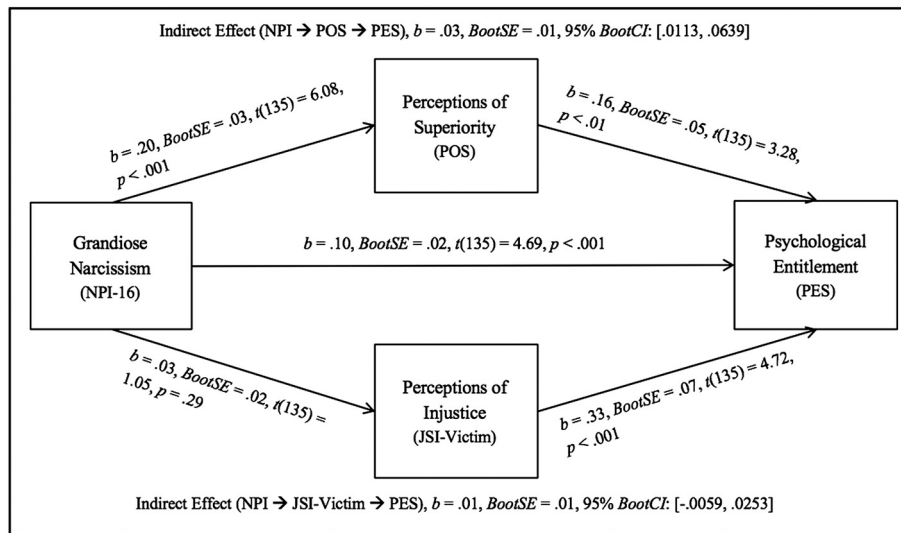 Indirect Effect (NPI → POS → PES), b = .03, BootSE = .01, 95% BootCI: [.0113, .0639]
b = .20, BootSE = .03, t(135) = 6.08,
p < .001
Perceptions of
Superiority
(POS)
b = .16, BootSE = .05, t(135) = 3.28,
p < .01
Grandiose
Narcissism
(NPI-16)
b = .10, BootSE = .02, t(135) = 4.69, p < .001
Psychological
Entitlement
(PES)
b = .03, BootSE = .02, t(135) =
1.05, p = .29
Perceptions of
Injustice
(JSI-Victim)
b = .33, BootSE = .07, t(135) = 4.72,
p < .001
Indirect Effect (NPI → JSI-Victim → PES), b = .01, BootSE = .01, 95% BootCI: [-.0059, .0253]